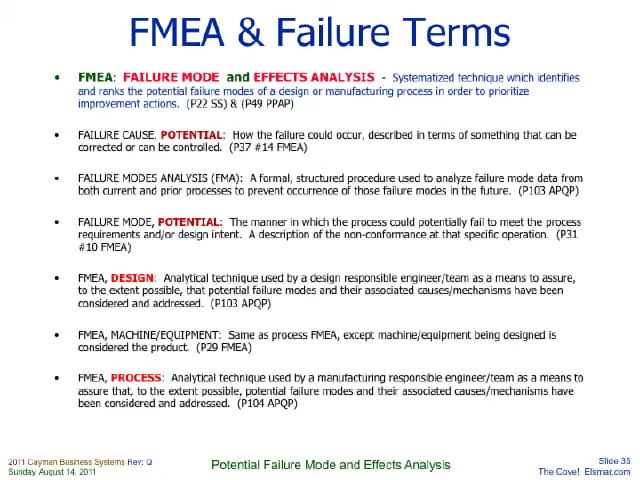 FMEA & Failure Terms
• FMEA: FAILURE MODE and EFFECTS ANALYSIS - Systematized technique which identifies
and ranks the potential failure modes of a design or manufacturing process in order to prioritize
improvement actions. (P22 SS) & (P49 PPAP)
• FAILURE CAUSE, POTENTIAL: How the failure could occur, described in terms of something that can be
corrected or can be controlled. (P37 #14 FMEA)
• FAILURE MODES ANALYSIS (FMA): A formal, structured procedure used to analyze failure mode data from
both current and prior processes to prevent occurrence of those failure modes in the future. (P103 APQP)
• FAILURE MODE, POTENTIAL: The manner in which the process could potentially fail to meet the process
requirements and/or design intent. A description of the non-conformance at that specific operation. (P31
#10 FMEA)
• FMEA, DESIGN: Analytical technique used by a design responsible engineer/team as a means to assure,
to the extent possible, that potential failure modes and their associated causes/mechanisms have been
considered and addressed. (P103 APQP)
• FMEA, MACHINE/EQUIPMENT: Same as process FMEA, except machine/equipment being designed is
considered the product. (P29 FMEA)
• FMEA, PROCESS: Analytical technique used by a manufacturing responsible engineer/team as a means to
assure that, to the extent possible, potential failure modes and their associated causes/mechanisms have
been considered and addressed. (P104 APQP)
2011 Cayman Business Systems Rev: Q
Sunday, August 14, 2011
Potential Failure Mode and Effects Analysis
Slide 35
The Cove! Elsmar.com